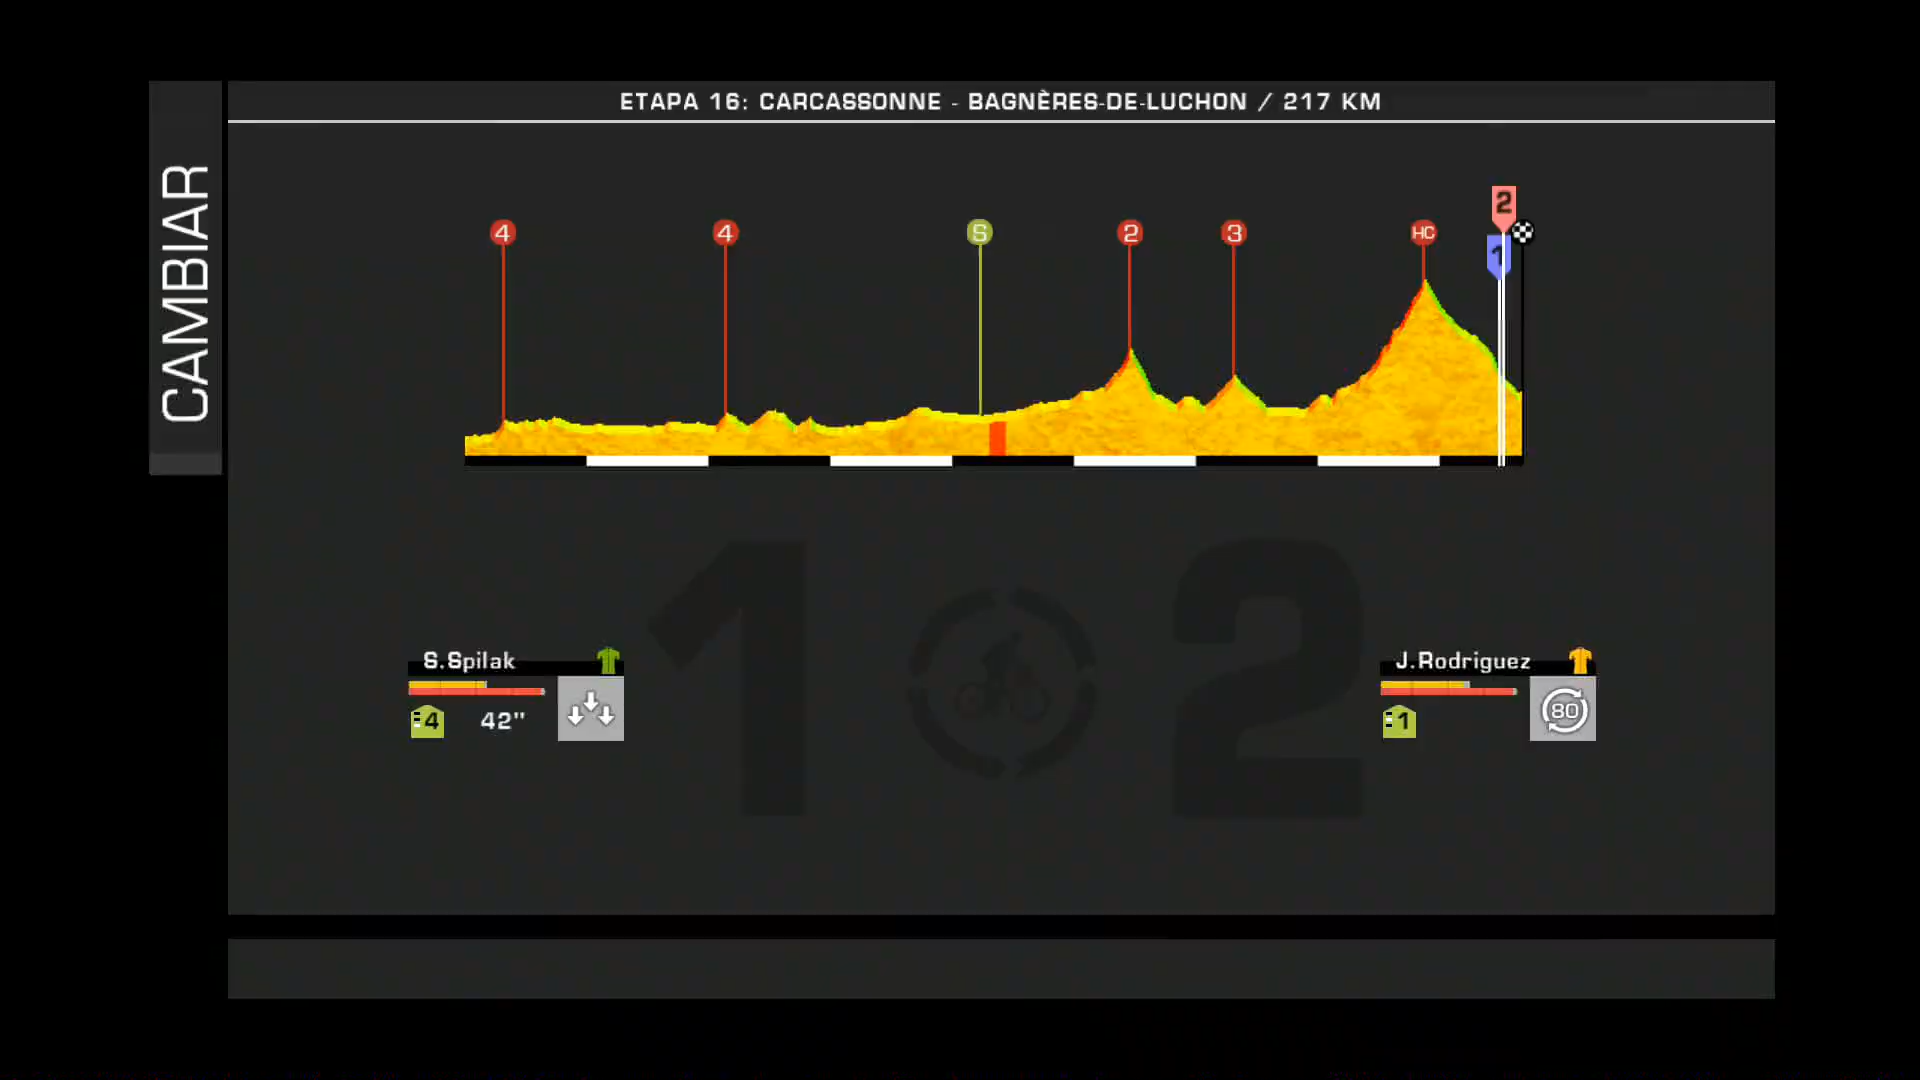 ETAPA 16: CARCASSONNE - BAGNÈRES-DE-LUCHON / 217 KM
CAMBIAR
2
4
4
S
2
3
HC
1
1
2
S.Spilak
J.Rodriguez
4
42"
1
80